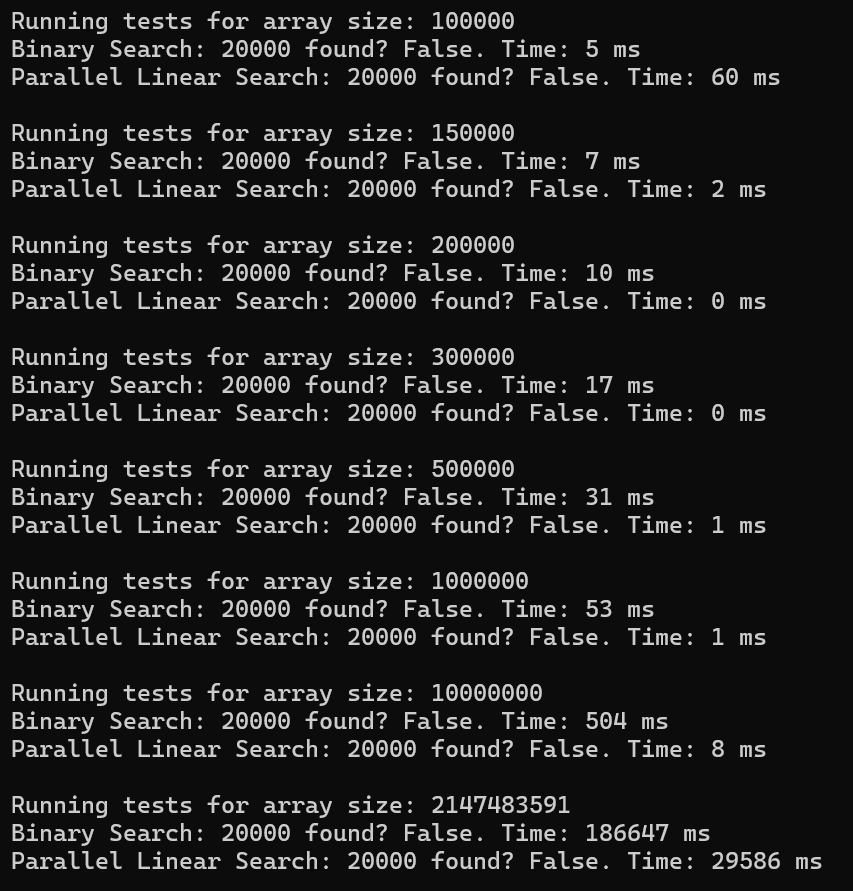 Running tests for array size: 100000
Binary Search: 20000 found? False. Time: 5 ms
Parallel Linear Search: 20000 found? False. Time: 60 ms
Running tests for array size: 150000
Binary Search: 20000 found? False. Time: 7 ms
Parallel Linear Search: 20000 found? False. Time: 2 ms
Running tests for array size: 200000
Binary Search: 20000 found? False. Time: 10 ms
Parallel Linear Search: 20000 found? False. Time: 0 ms
Running tests for array size: 300000
Binary Search: 20000 found? False. Time: 17 ms
Parallel Linear Search: 20000 found? False. Time: 0 ms
Running tests for array size: 500000
Binary Search: 20000 found? False. Time: 31 ms
Parallel Linear Search: 20000 found? False. Time: 1 ms
Running tests for array size: 1000000
Binary Search: 20000 found? False. Time: 53 ms
Parallel Linear Search: 20000 found? False. Time: 1 ms
Running tests for array size: 10000000
Binary Search: 20000 found? False. Time: 504 ms
Parallel Linear Search: 20000 found? False. Time: 8 ms
Running tests for array size: 2147483591
Binary Search: 20000 found? False. Time: 186647 ms
Parallel Linear Search: 20000 found? False. Time: 29586 ms